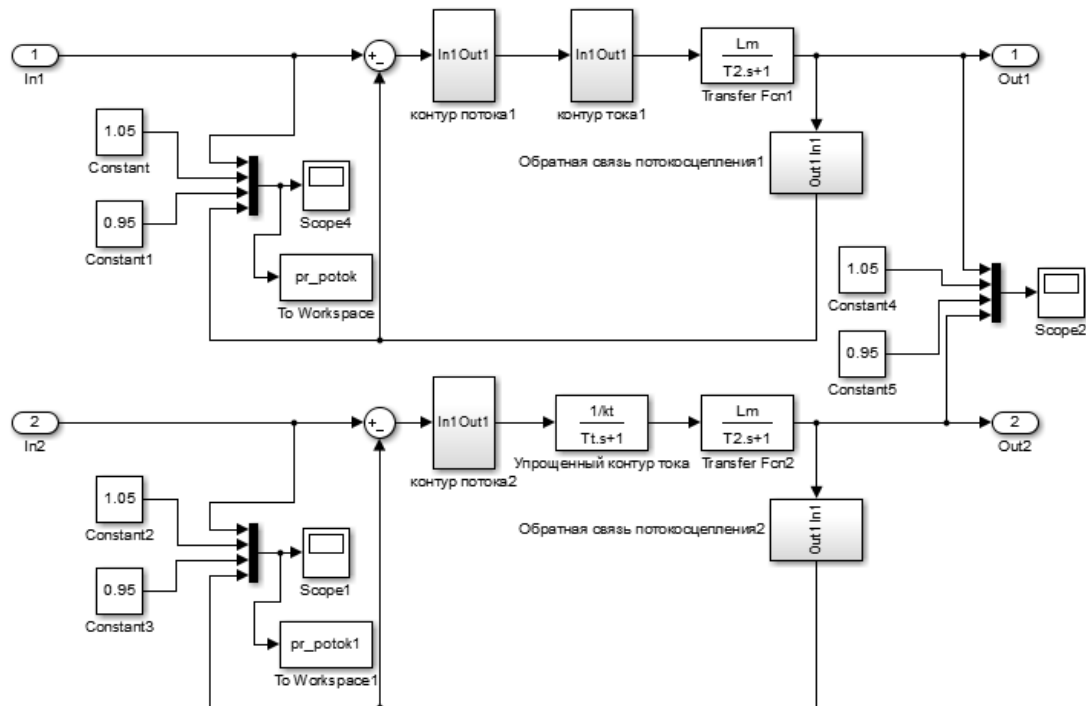 1
In1
+
-
In1 Out1
контур потока1
In1 Out1
контур тока1
Lm
T2.s+1
Transfer Fcn1
1
Out1
1.05
Constant
0.95
Constant1
Scope4
pr_potok
To Workspace
Обратная связь потокосцепления1
Out1 In1
1.05
Constant4
0.95
Constant5
Scope2
2
In2
+
-
In1 Out1
контур потока2
1/kt
Tt.s+1
Упрощенный контур тока
Lm
T2.s+1
Transfer Fcn2
2
Out2
1.05
Constant2
0.95
Constant3
Scope1
pr_potok1
To Workspace1
Обратная связь потокосцепления2
Out1 In1